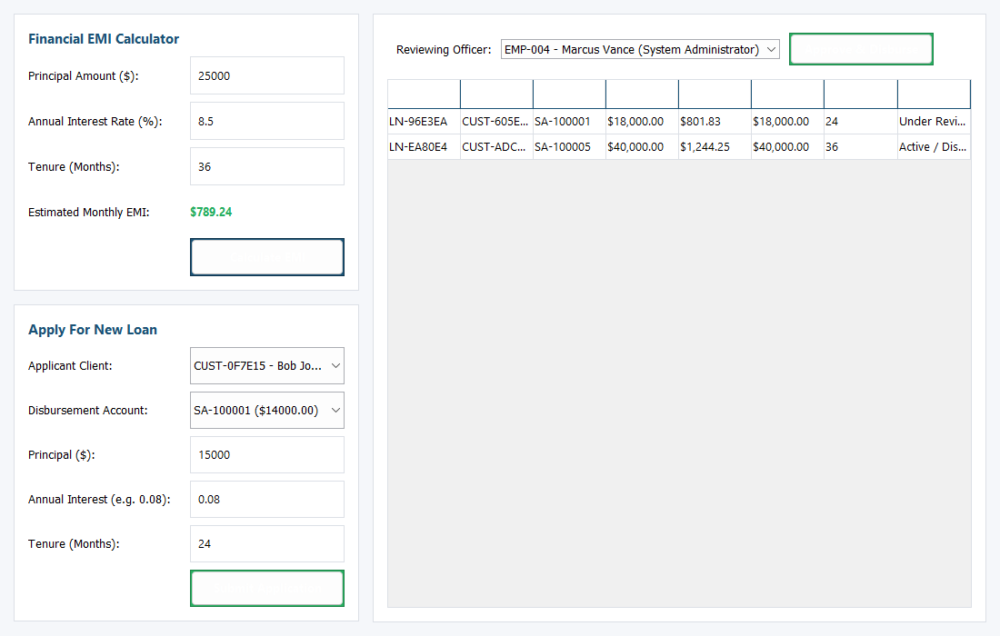 Financial EMI Calculator
Principal Amount ($): 25000
Annual Interest Rate (%): 8.5
Tenure (Months): 36
Estimated Monthly EMI: $789.24
Apply For New Loan
Applicant Client: CUST-0F7E15 - Bob Jo...
Disbursement Account: SA-100001 ($14000.00)
Principal ($): 15000
Annual Interest (e.g. 0.08): 0.08
Tenure (Months): 24
Reviewing Officer: EMP-004 - Marcus Vance (System Administrator)
LN-96E3EA CUST-605E... SA-100001 $18,000.00 $801.83 $18,000.00 24 Under Revi...
LN-EA80E4 CUST-ADC... SA-100005 $40,000.00 $1,244.25 $40,000.00 36 Active / Dis...